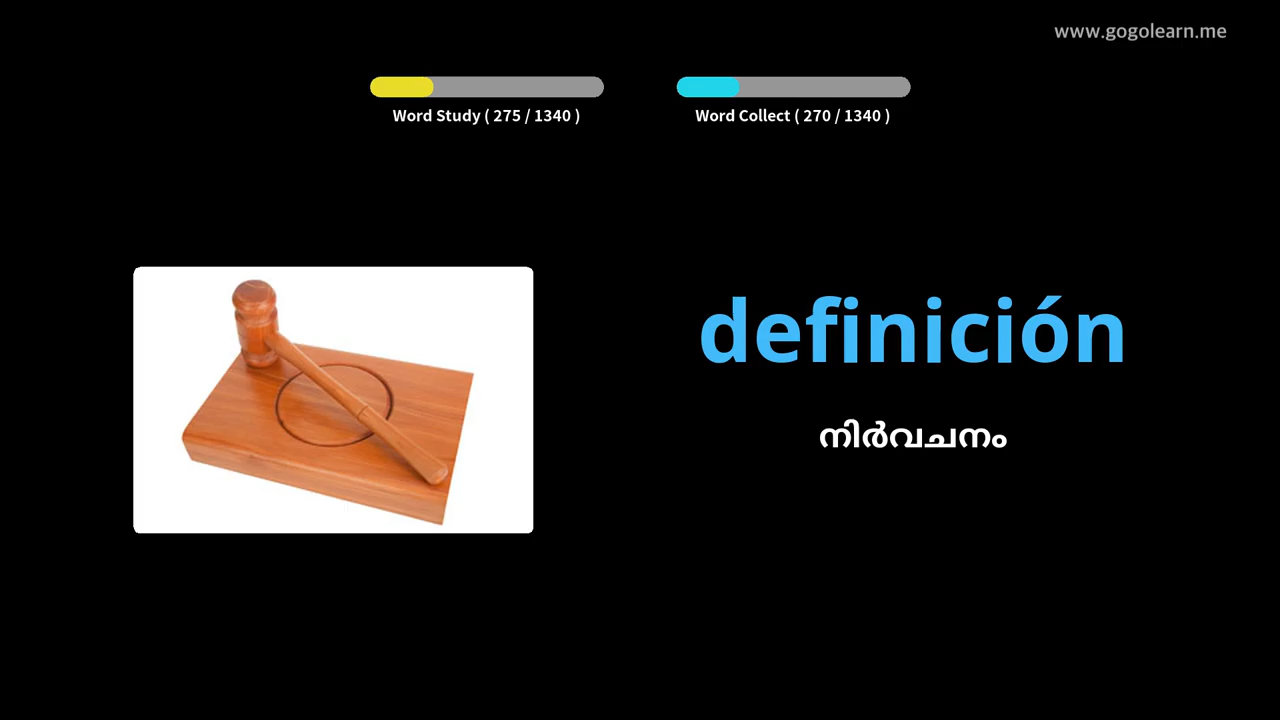 www.gogolearn.me
Word Study ( 275 / 1340 )
Word Collect ( 270 / 1340 )
definición
നിർവചനം